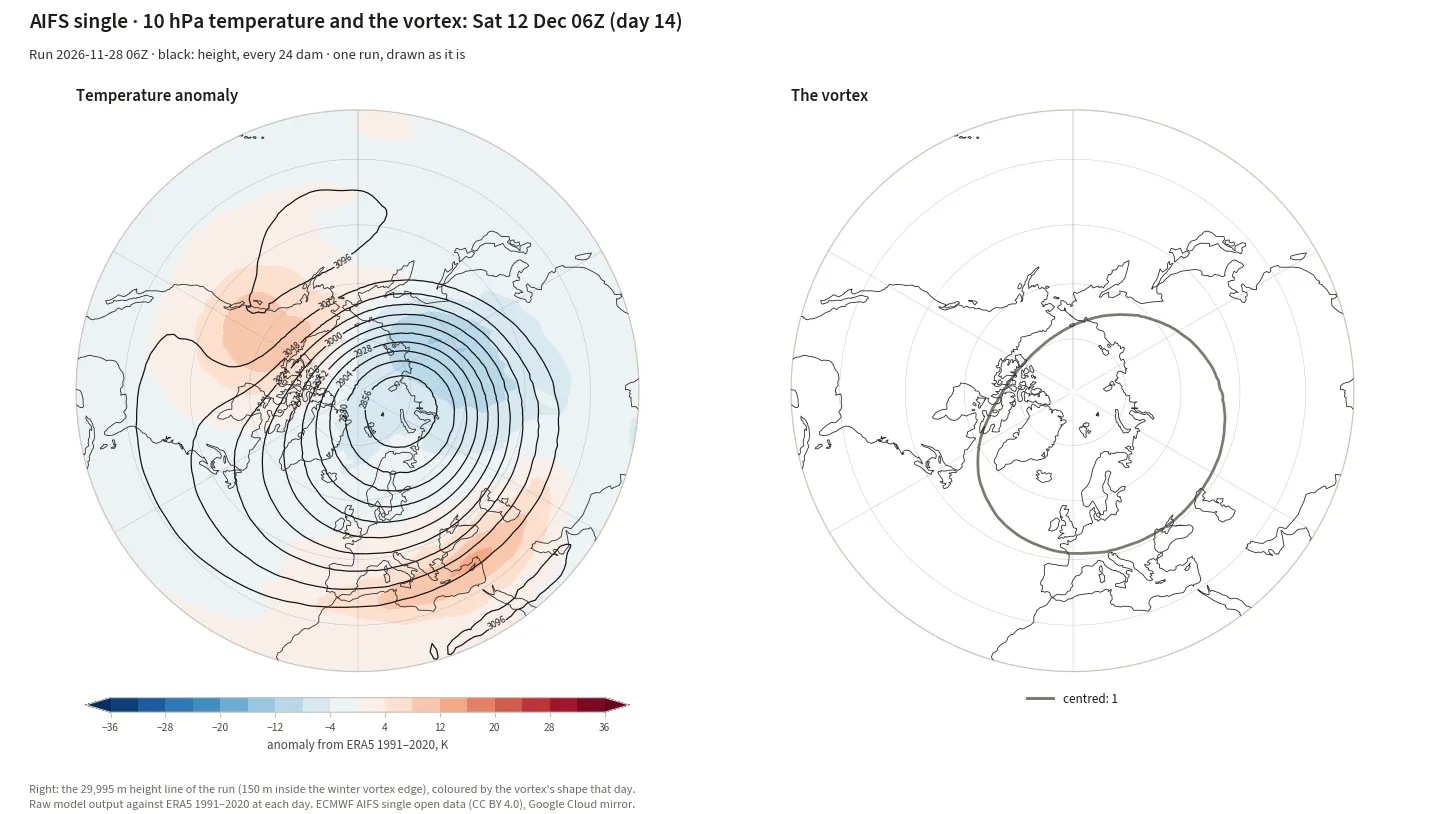 AIFS single · 10 hPa temperature and the vortex: Sat 12 Dec 06Z (day 14)
Run 2026-11-28 06Z · black: height, every 24 dam · one run, drawn as it is
Temperature anomaly
The vortex
3096
3048
3000
2928
2904
2856
3096
−36 −28 −20 −12 −4 4 12 20 28 36
anomaly from ERA5 1991–2020, K
centred: 1
Right: the 29,995 m height line of the run (150 m inside the winter vortex edge), coloured by the vortex's shape that day.
Raw model output against ERA5 1991–2020 at each day. ECMWF AIFS single open data (CC BY 4.0), Google Cloud mirror.